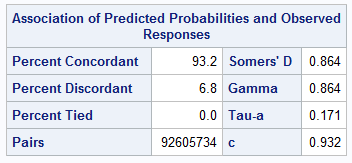 Association of Predicted Probabilities and Observed
Responses
Percent Concordant 93.2 Somers' D 0.864
Percent Discordant 6.8 Gamma 0.864
Percent Tied 0.0 Tau-a 0.171
Pairs 92605734 c 0.932